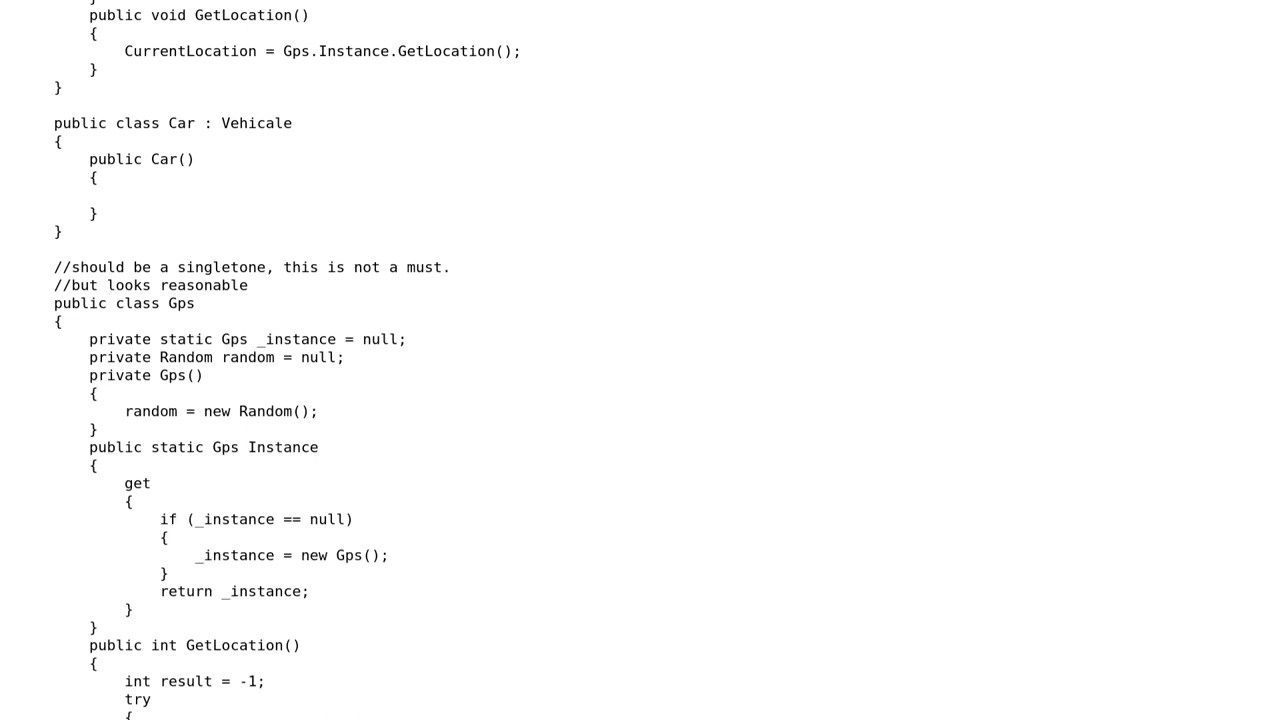 }
public void GetLocation()
{
CurrentLocation = Gps.Instance.GetLocation();
}
}
public class Car : Vehicale
{
public Car()
{
}
}
//should be a singletone, this is not a must.
//but looks reasonable
public class Gps
{
private static Gps _instance = null;
private Random random = null;
private Gps()
{
random = new Random();
}
public static Gps Instance
{
get
{
if (_instance == null)
{
_instance = new Gps();
}
return _instance;
}
}
public int GetLocation()
{
int result = -1;
try
{